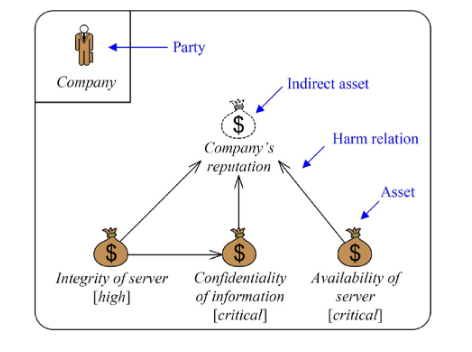 Party
Company
Indirect asset
$
Company's
reputation
Harm relation
Asset
$
$
$
Integrity of server
[high]
Confidentiality
of information
[critical]
Availability of
server
[critical]